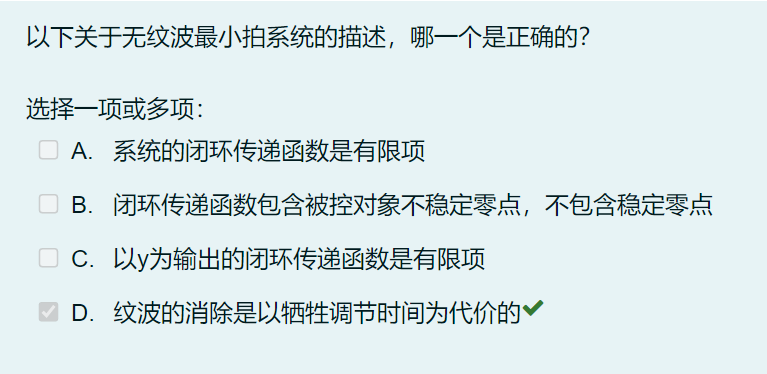 以下关于无纹波最小拍系统的描述，哪一个是正确的？
选择一项或多项：
A. 系统的闭环传递函数是有限项
B. 闭环传递函数包含被控对象不稳定零点，不包含稳定零点
C. 以y为输出的闭环传递函数是有限项
D. 纹波的消除是以牺牲调节时间为代价的